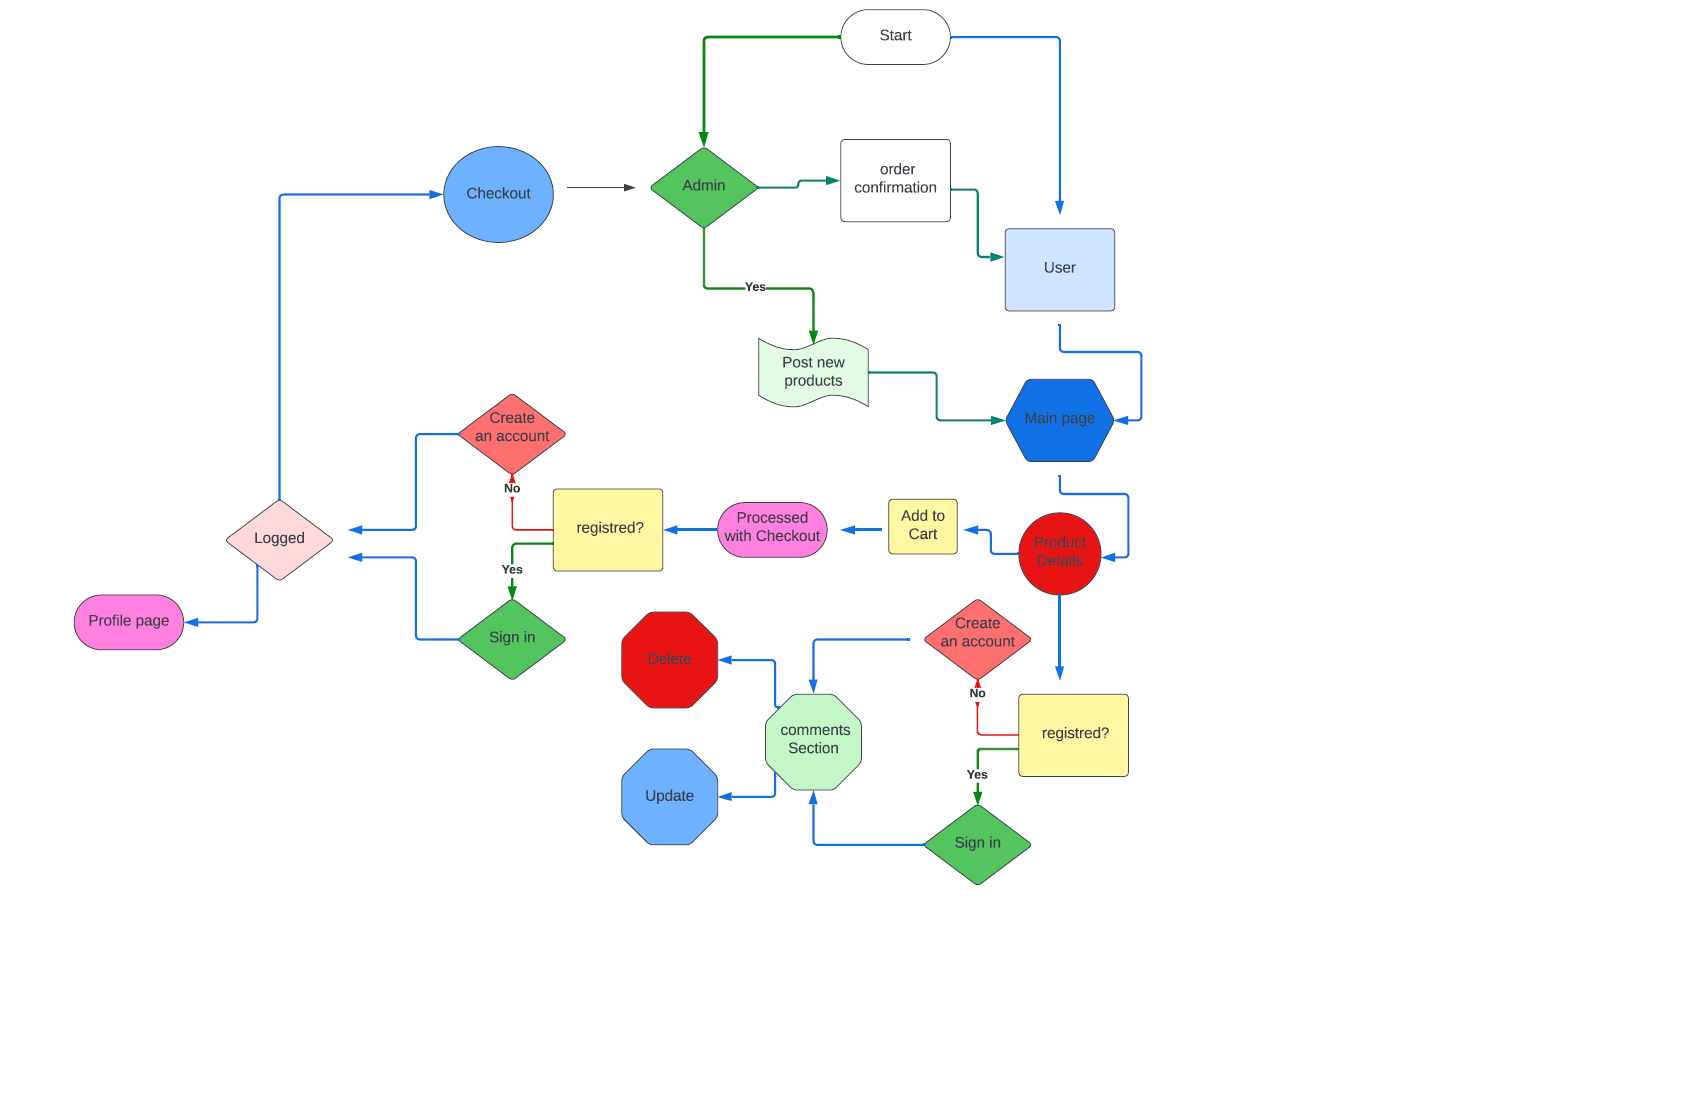 Start
order
confirmation
Admin
Checkout
User
Yes
Post new
products
Main page
Create
an account
No
registred?
Processed
with Checkout
Add to
Cart
Product
Details
Logged
Yes
Profile page
Sign in
Delete
Create
an account
No
registred?
comments
Section
Yes
Update
Sign in